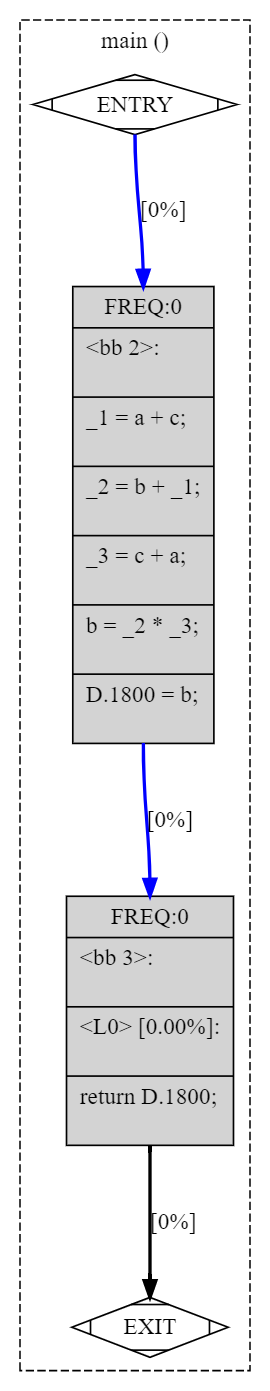 main ()
ENTRY
[0%]
FREQ:0
<bb 2>:
_1 = a + c;
_2 = b + _1;
_3 = c + a;
b = _2 * _3;
D.1800 = b;
[0%]
FREQ:0
<bb 3>:
<L0> [0.00%]:
return D.1800;
[0%]
EXIT